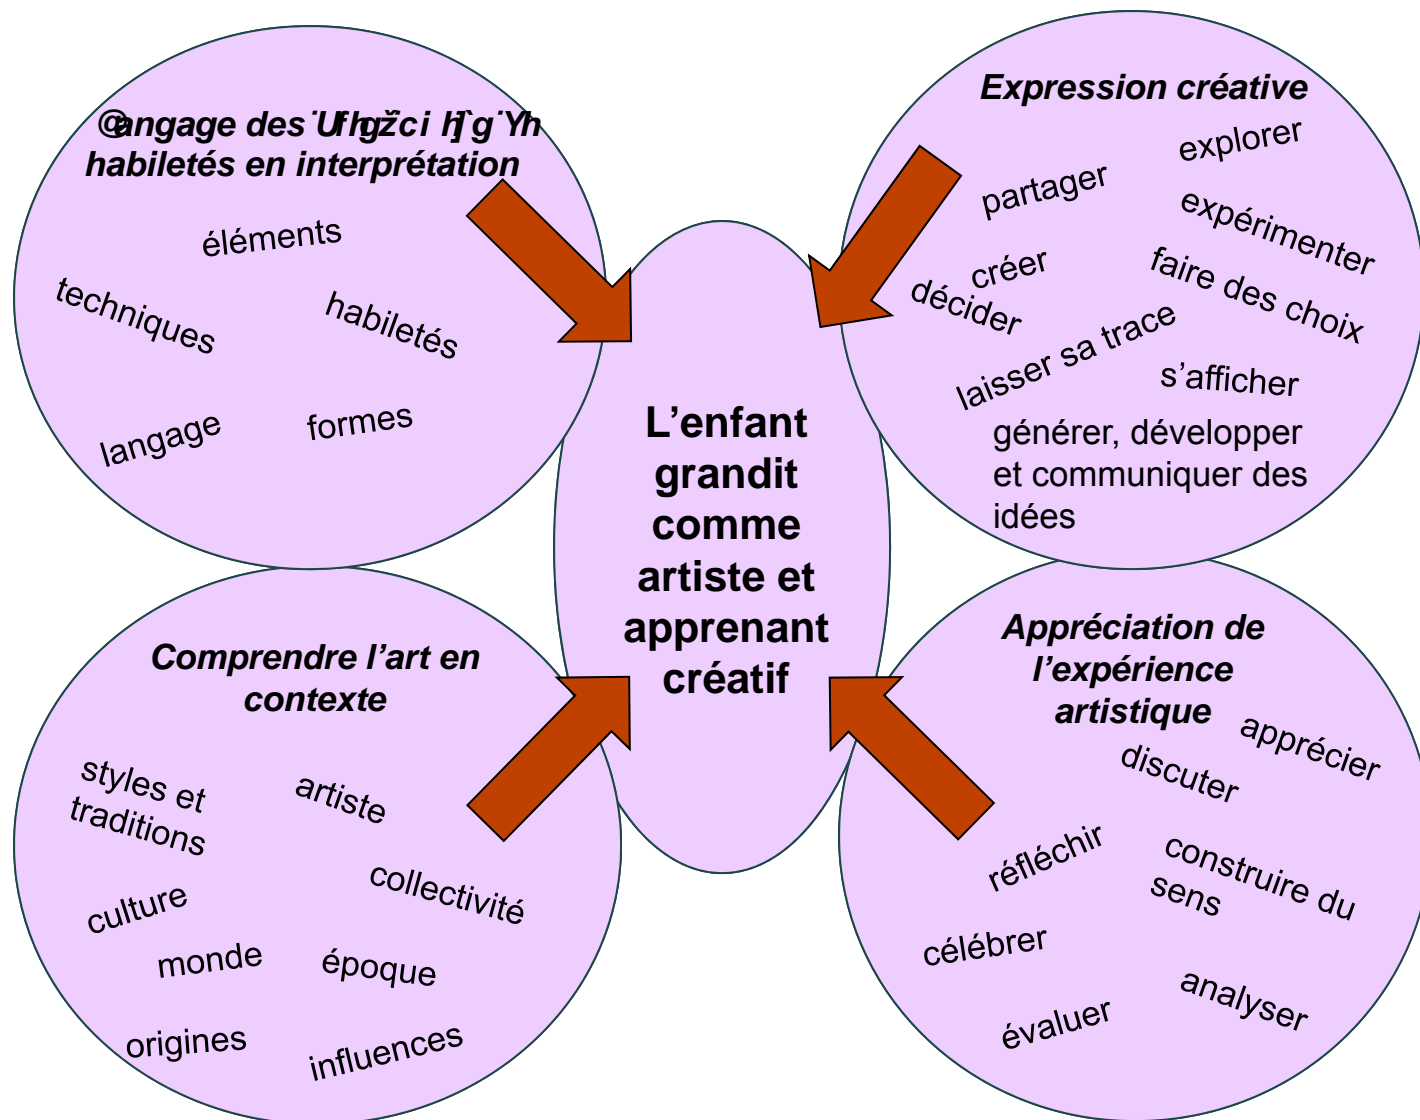 angage des
habiletés en interprétation
éléments
techniques
habiletés
langage
formes
Expression créative
explorer
partager
expérimenter
créer
faire des choix
décider
laisser sa trace
s’afficher
générer, développer
et communiquer des
idées
L’enfant
grandit
comme
artiste et
apprenant
créatif
Comprendre l’art en
contexte
styles et
traditions
artiste
culture
collectivité
monde
époque
origines
influences
Appréciation de
l’expérience
artistique
apprécier
discuter
réfléchir
construire du
sens
célébrer
analyser
évaluer